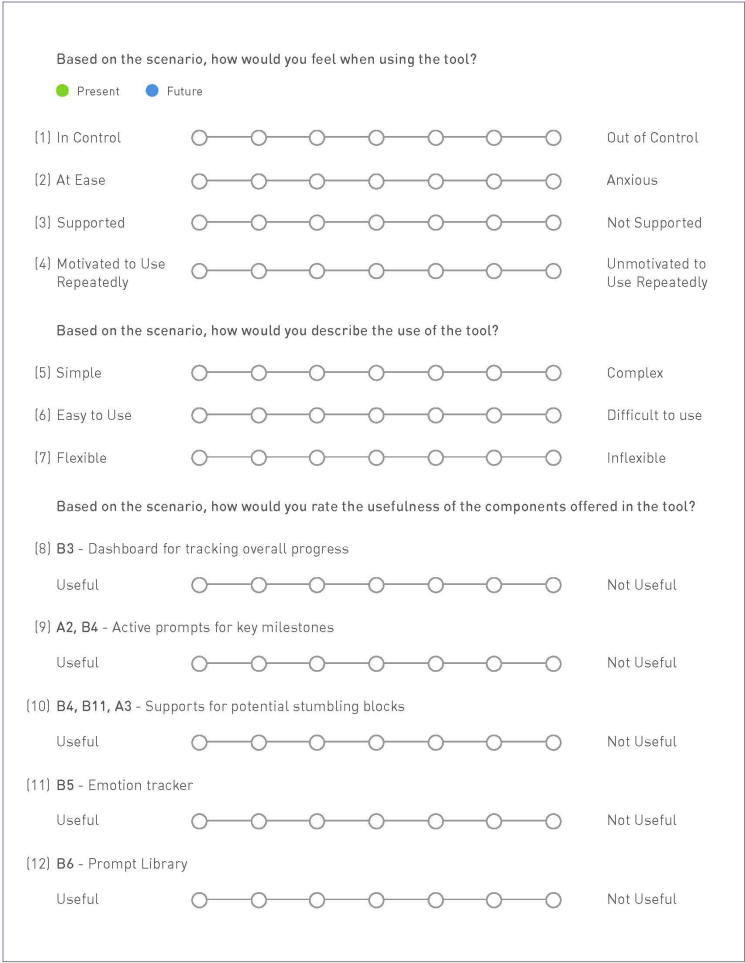 Based on the scenario, how would you feel when using the tool?
Present Future
(1) In Control Out of Control
(2) At Ease Anxious
(3) Supported Not Supported
(4) Motivated to Use Unmotivated to
Repeatedly Use Repeatedly
Based on the scenario, how would you describe the use of the tool?
(5) Simple Complex
(6) Easy to Use Difficult to use
(7) Flexible Inflexible
Based on the scenario, how would you rate the usefulness of the components offered in the tool?
(8) B3 - Dashboard for tracking overall progress
Useful Not Useful
(9) A2, B4 - Active prompts for key milestones
Useful Not Useful
(10) B4, B11, A3 - Supports for potential stumbling blocks
Useful Not Useful
(11) B5 - Emotion tracker
Useful Not Useful
(12) B6 - Prompt Library
Useful Not Useful